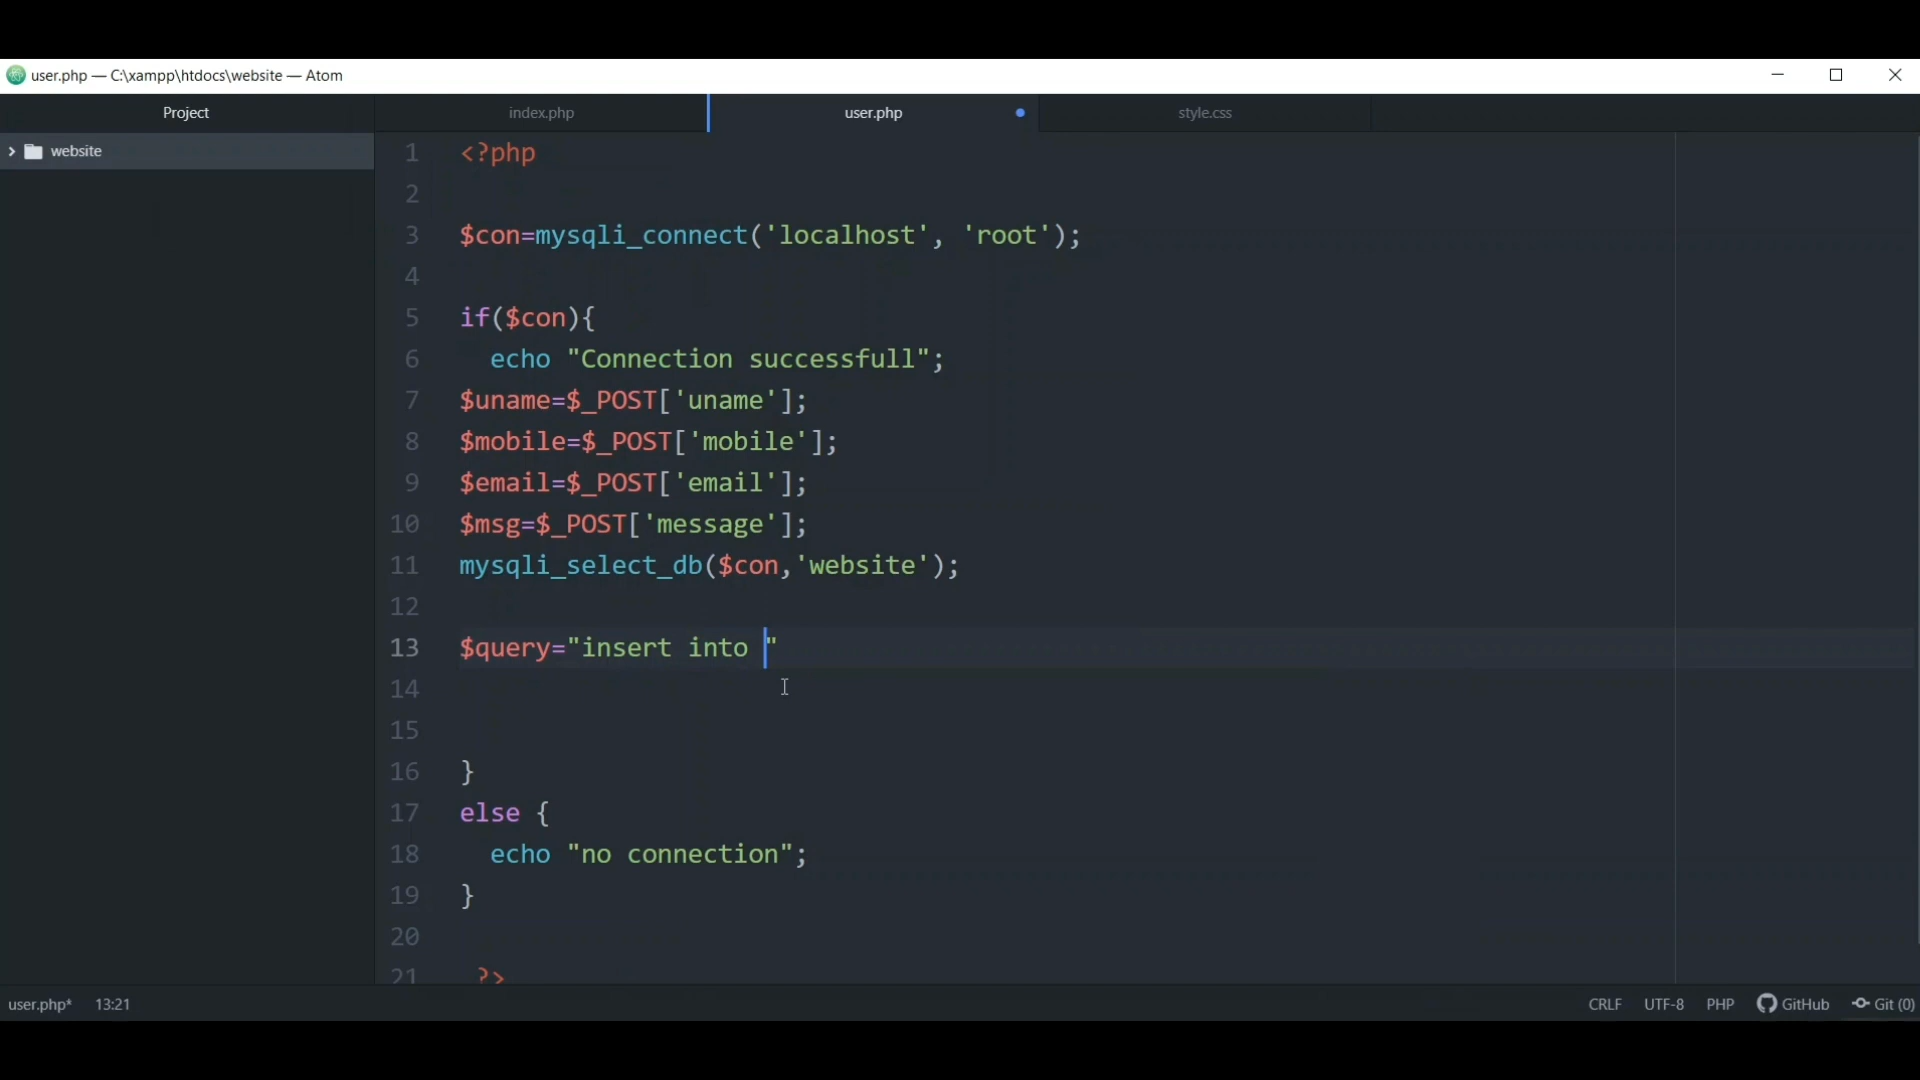 user.php — C:\xampp\htdocs\website — Atom
Project
index.php
user.php
style.css
website
1 <?php
2
3 $con=mysqli_connect('localhost', 'root');
4
5 if($con){
6 echo "Connection successfull";
7 $uname=$_POST['uname'];
8 $mobile=$_POST['mobile'];
9 $email=$_POST['email'];
10 $msg=$_POST['message'];
11 mysqli_select_db($con,'website');
12
13 $query="insert into "
14
15
16 }
17 else {
18 echo "no connection";
19 }
20
21 ?>
user.php* 13:21 CRLF UTF-8 PHP GitHub Git (0)